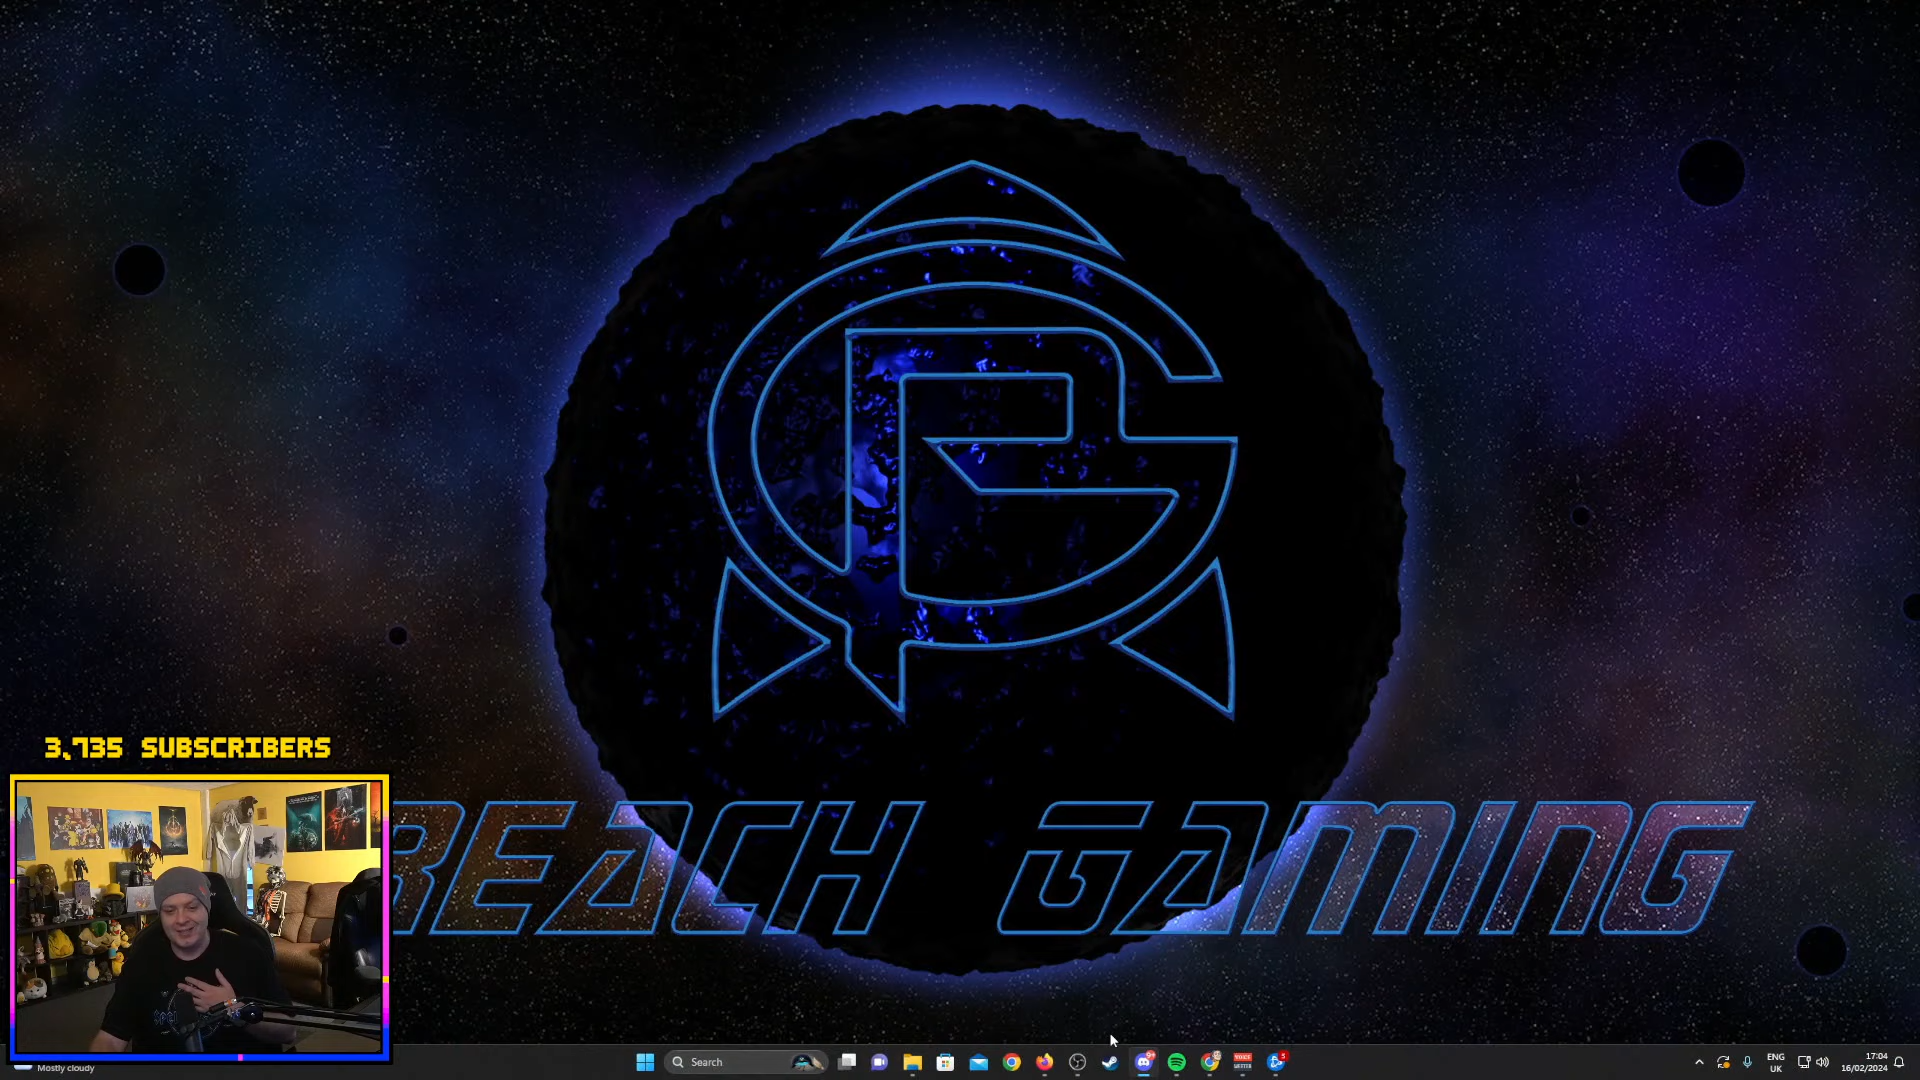 3,735 SUBSCRIBERS
REACH GAMING
Search
Mostly cloudy
ENG
UK
17:04
16/02/2024